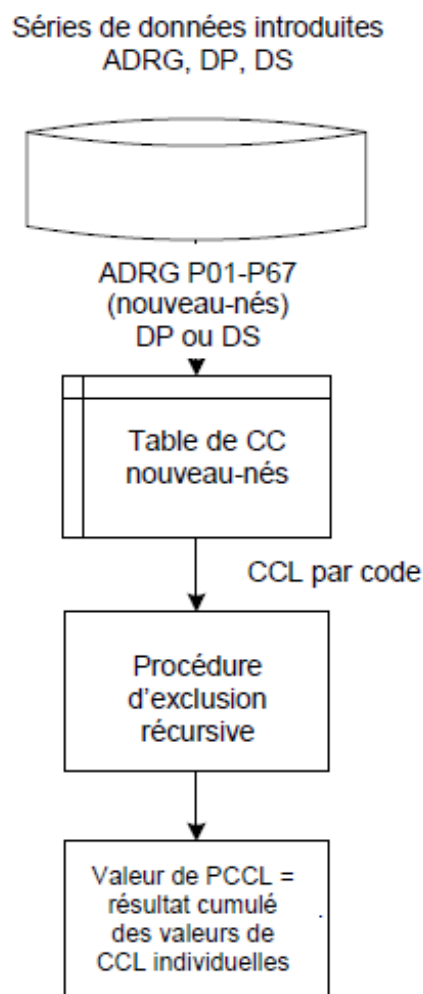 Séries de données introduites
ADRG, DP, DS
ADRG P01-P67
(nouveau-nés)
DP ou DS
Table de CC
nouveau-nés
CCL par code
Procédure
d'exclusion
récursive
Valeur de PCCL =
résultat cumulé
des valeurs de
CCL individuelles
.